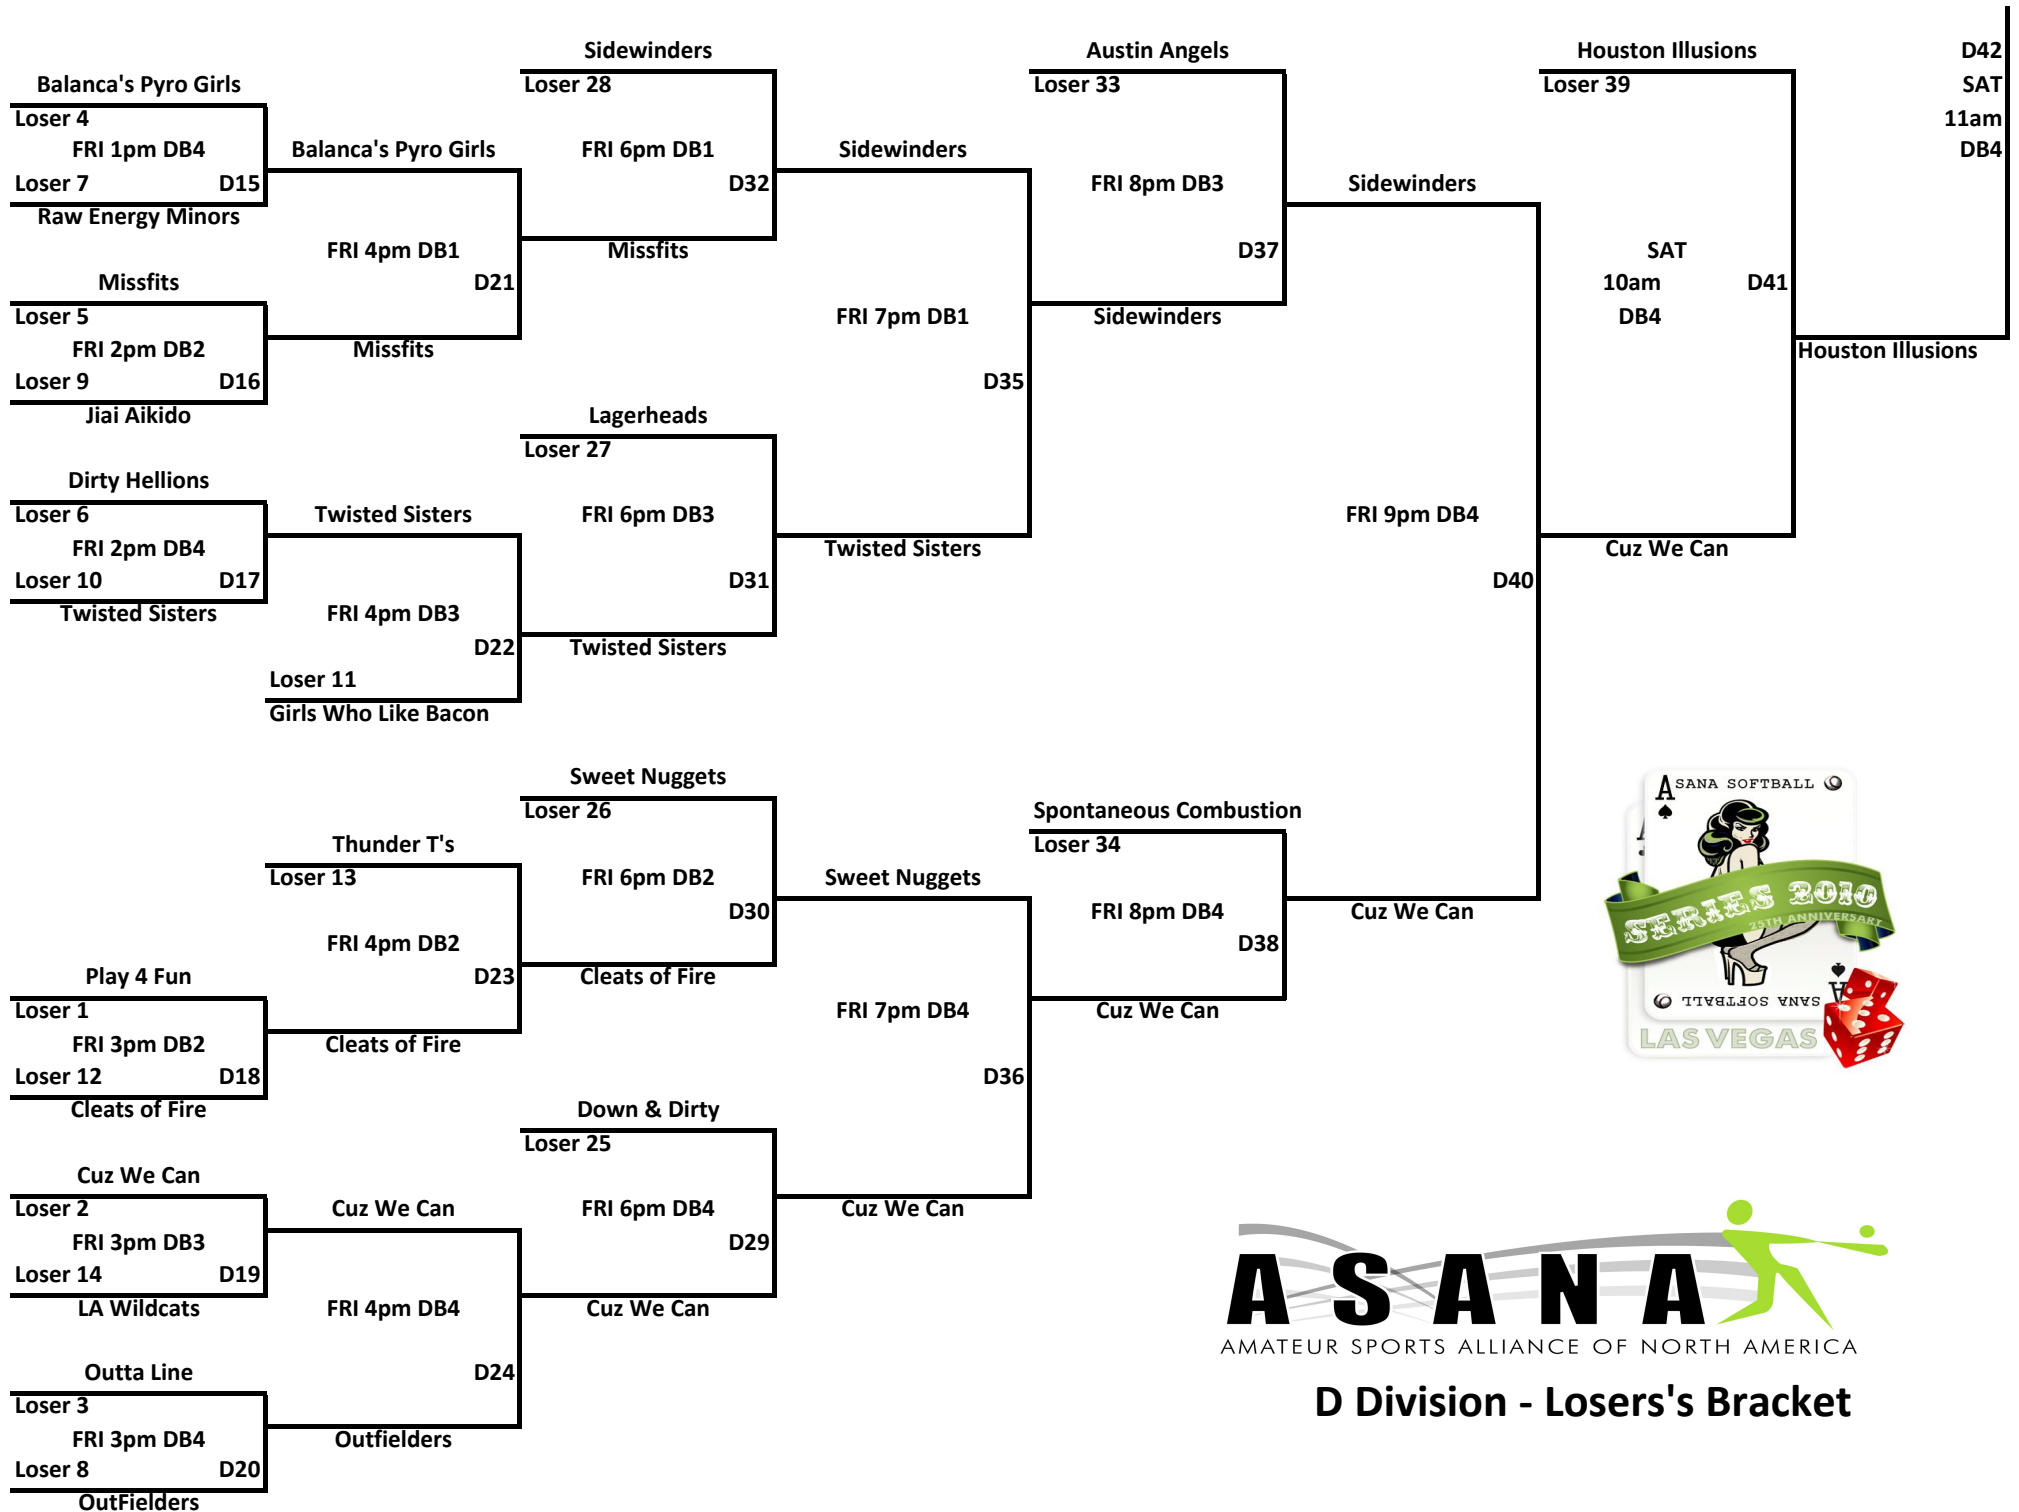 Sidewinders
Austin Angels
Houston Illusions
D42
Balanca's Pyro Girls
Loser 28
Loser 33
Loser 39
SAT
Loser 4
11am
FRI 1pm DB4
Balanca's Pyro Girls
FRI 6pm DB1
Sidewinders
DB4
Loser 7
D15
D32
FRI 8pm DB3
Sidewinders
Raw Energy Minors
FRI 4pm DB1
Missfits
D37
SAT
Missfits
D21
10am
D41
Loser 5
FRI 7pm DB1
Sidewinders
DB4
FRI 2pm DB2
Missfits
Houston Illusions
Loser 9
D16
D35
Jiai Aikido
Lagerheads
Loser 27
Dirty Hellions
Loser 6
Twisted Sisters
FRI 6pm DB3
FRI 9pm DB4
FRI 2pm DB4
Twisted Sisters
Cuz We Can
Loser 10
D17
D31
D40
Twisted Sisters
FRI 4pm DB3
D22
Twisted Sisters
Loser 11
Girls Who Like Bacon
Sweet Nuggets
Loser 26
Spontaneous Combustion
Thunder T's
Loser 34
Loser 13
FRI 6pm DB2
Sweet Nuggets
D30
FRI 8pm DB4
Cuz We Can
FRI 4pm DB2
D38
Play 4 Fun
D23
Cleats of Fire
Loser 1
FRI 7pm DB4
Cuz We Can
FRI 3pm DB2
Cleats of Fire
Loser 12
D18
D36
Cleats of Fire
Down & Dirty
Loser 25
Cuz We Can
Loser 2
Cuz We Can
FRI 6pm DB4
Cuz We Can
FRI 3pm DB3
D29
Loser 14
D19
LA Wildcats
FRI 4pm DB4
Cuz We Can
Outta Line
D24
Loser 3
FRI 3pm DB4
Outfielders
Loser 8
D20
OutFielders
ASANA SOFTBALL
SERIES 2010
25TH ANNIVERSARY
ASANA SOFTBALL
LAS VEGAS
ASANA
AMATEUR SPORTS ALLIANCE OF NORTH AMERICA
D Division - Losers's Bracket